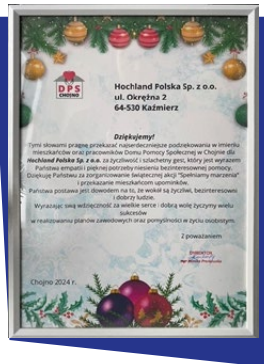 DPS
CHOJNO
Hochland Polska Sp. z o.o.
ul. Okrężna 2
64-530 Kaźmierz
Dziękujemy!
Tymi słowami pragnę przekazać najserdeczniejsze podziękowania w imieniu
mieszkańców oraz pracowników Domu Pomocy Społecznej w Chojnie dla
Hochland Polska Sp. z o.o. za życzliwość i szlachetny gest, który jest wyrazem
Państwa empatii i pięknej potrzeby niesienia bezinteresownej pomocy.
Dziękuję Państwu za zorganizowanie świątecznej akcji "Spełniamy marzenia"
i przekazanie mieszkańcom upominków.
Państwa postawa jest dowodem na to, że wokół są życzliwi, bezinteresowni
i dobrzy ludzie.
Wyrażając swą wdzięczność za wielkie serce - dobrą wolę życzymy wielu
sukcesów
w realizowaniu planów zawodowych oraz pomyślności w życiu osobistym.
Z poważaniem
Chojno 2024 r.